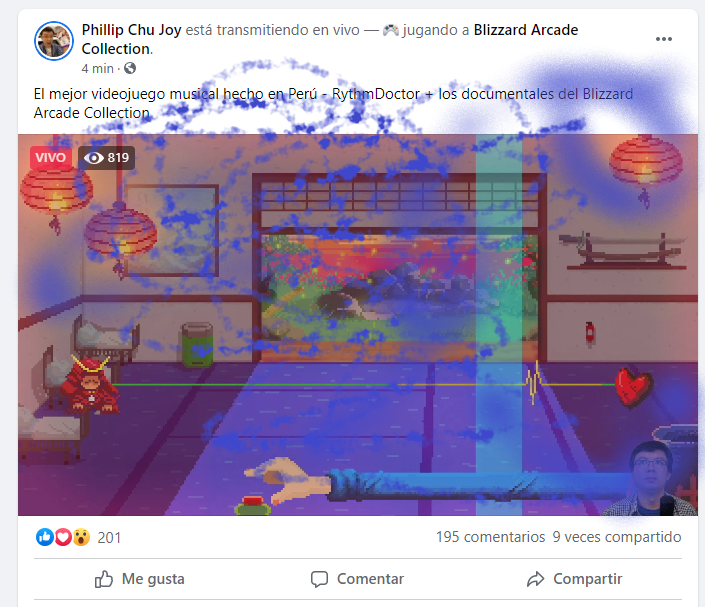 Phillip Chu Joy está transmitiendo en vivo — 🎮 jugando a Blizzard Arcade
Collection.
4 min ·
El mejor videojuego musical hecho en Perú - RythmDoctor + los documentales del Blizzard
Arcade Collection
VIVO 819
201 195 comentarios 9 veces compartido
Me gusta Comentar Compartir